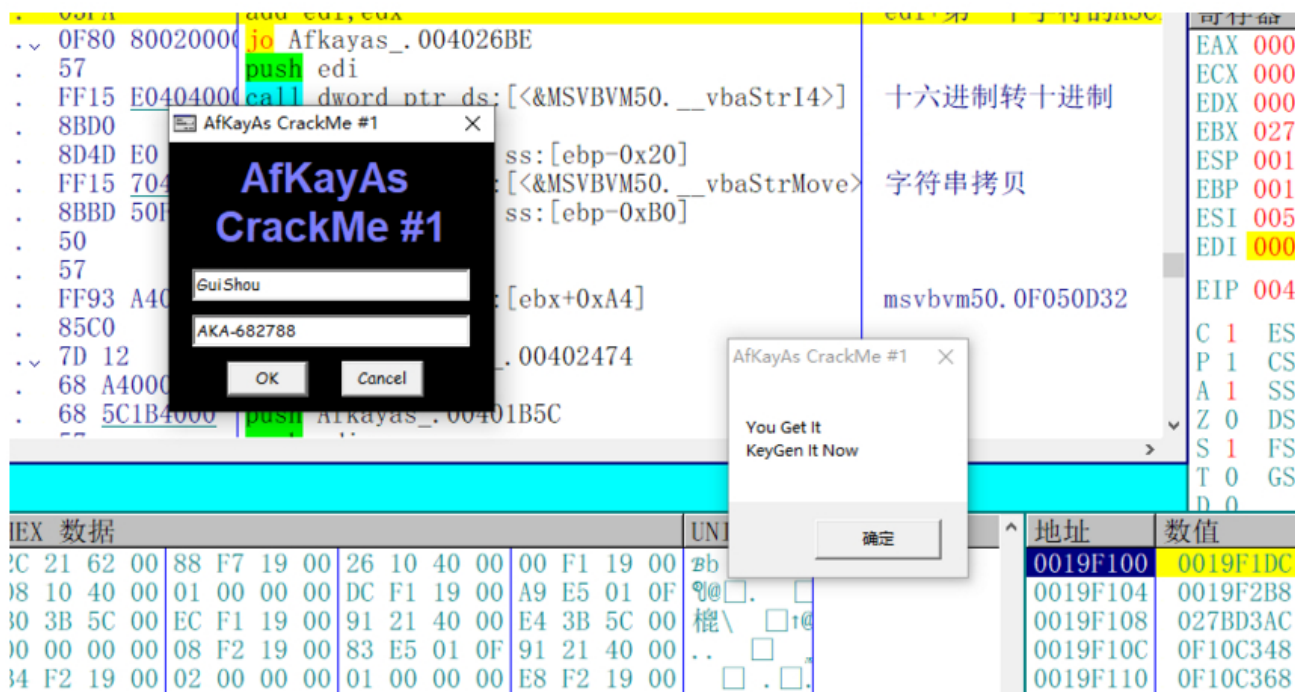 add edi,edx
0F80 80020000 jo Afkayas_.004026BE
57 push edi
FF15 E0404000 call dword ptr ds:[<&MSVBVM50.__vbaStrI4>] 十六进制转十进制
8BD0
8D4D E0 ss:[ebp-0x20]
FF15 704 :[<&MSVBVM50.__vbaStrMove> 字符串拷贝
8BBD 50 ss:[ebp-0xB0]
50
57
FF93 A40 :[ebx+0xA4] msvbvm50.0F050D32
85C0
7D 12 .00402474
68 A4000
68 5C1B4000 push Afkayas_.00401B5C
AfKayAs CrackMe #1
AfKayAs
CrackMe #1
GuiShou
AKA-682788
OK Cancel
AfKayAs CrackMe #1
You Get It
KeyGen It Now
确定
寄存器
EAX 000
ECX 000
EDX 000
EBX 027
ESP 001
EBP 001
ESI 005
EDI 000
EIP 004
C 1 ES
P 1 CS
A 1 SS
Z 0 DS
S 1 FS
T 0 GS
D 0
HEX 数据 UNI
2C 21 62 00 88 F7 19 00 26 10 40 00 00 F1 19 00
08 10 40 00 01 00 00 00 DC F1 19 00 A9 E5 01 0F
30 3B 5C 00 EC F1 19 00 91 21 40 00 E4 3B 5C 00
00 00 00 00 08 F2 19 00 83 E5 01 0F 91 21 40 00
34 F2 19 00 02 00 00 00 01 00 00 00 E8 F2 19 00
地址 数值
0019F100 0019F1DC
0019F104 0019F2B8
0019F108 027BD3AC
0019F10C 0F10C348
0019F110 0F10C368